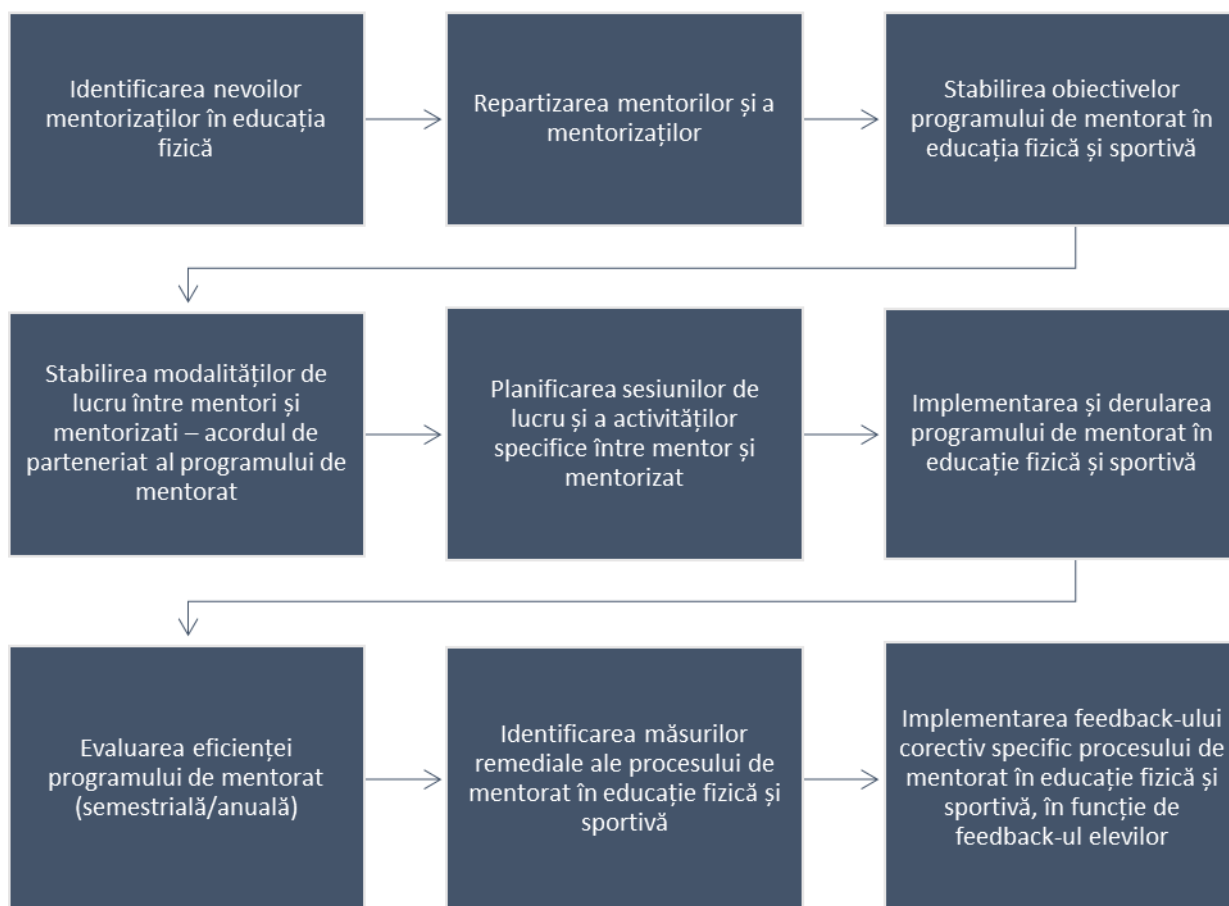 Identificarea nevoilor
mentorizaților în educația
fizică
Repartizarea mentorilor și a
mentorizaților
Stabilirea obiectivelor
programului de mentorat în
educația fizică și sportivă
Stabilirea modalităților de
lucru între mentori și
mentorizati – acordul de
parteneriat al programului de
mentorat
Planificarea sesiunilor de
lucru și a activităților
specifice între mentor și
mentorizat
Implementarea și derularea
programului de mentorat în
educație fizică și sportivă
Evaluarea eficienței
programului de mentorat
(semestrială/anuală)
Identificarea măsurilor
remediale ale procesului de
mentorat în educație fizică și
sportivă
Implementarea feedback-ului
corectiv specific procesului de
mentorat în educație fizică și
sportivă, în funcție de
feedback-ul elevilor